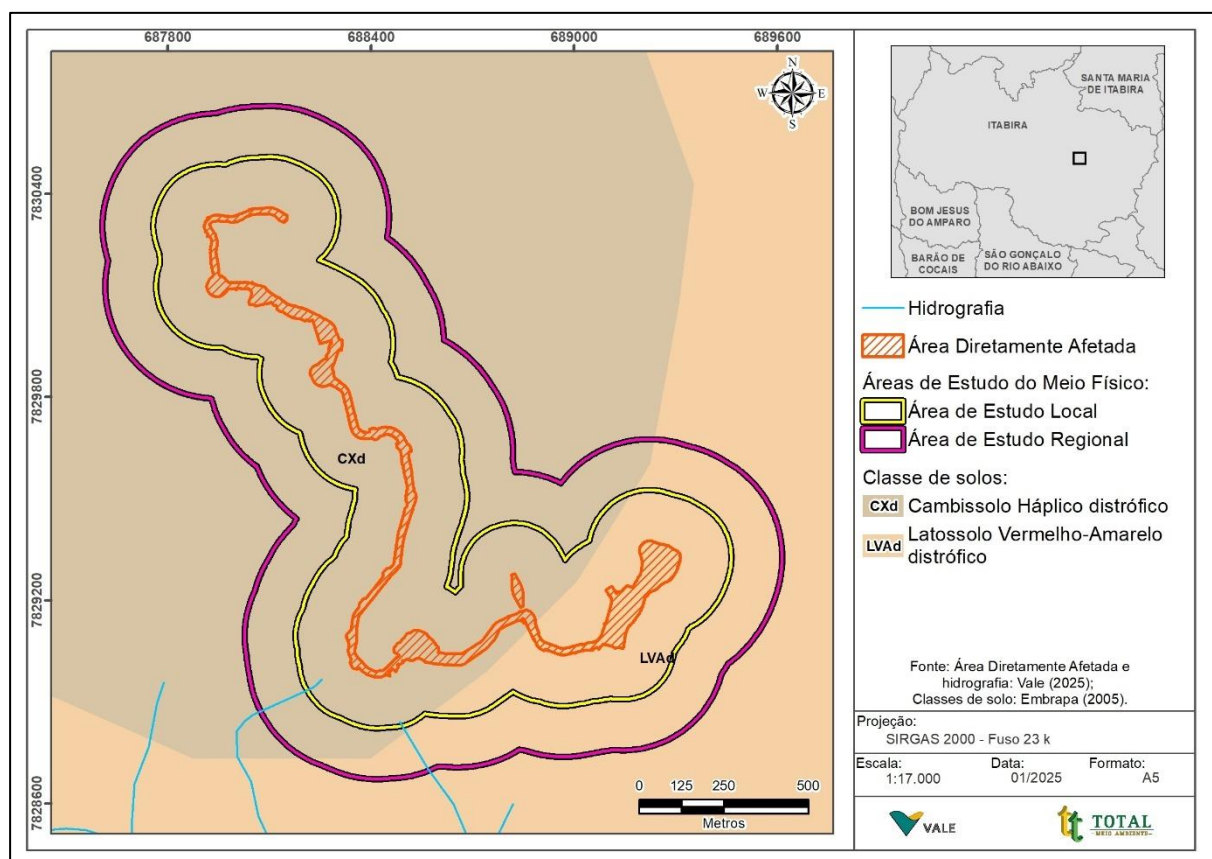 687800
688400
689000
689600
7830400
7829800
7829200
7828600
N
W
E
S
CXd
LVAd
0
125
250
500
Metros
SANTA MARIA
DE ITABIRA
ITABIRA
BOM JESUS
DO AMPARO
BARÃO DE
COCAIS
SÃO GONÇALO
DO RIO ABAIXO
Hidrografia
Área Diretamente Afetada
Áreas de Estudo do Meio Físico:
Área de Estudo Local
Área de Estudo Regional
Classe de solos:
CXd Cambissolo Háplico distrófico
LVAd Latossolo Vermelho-Amarelo
distrófico
Fonte: Área Diretamente Afetada e
hidrografia: Vale (2025);
Classes de solo: Embrapa (2005).
Projeção:
SIRGAS 2000 - Fuso 23 k
Escala:
1:17.000
Data:
01/2025
Formato:
A5
VALE
tt TOTAL
MEIO AMBIENTE